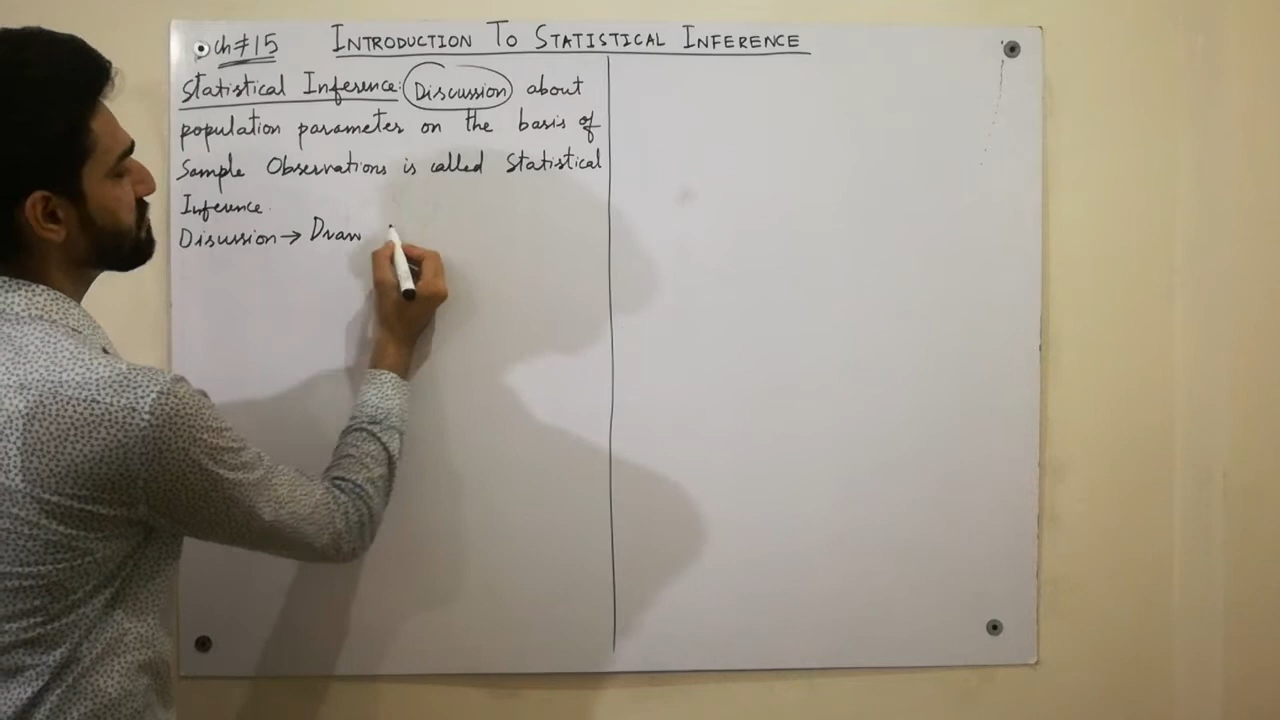 Ch#15 INTRODUCTION TO STATISTICAL INFERENCE
Statistical Inference: Discussion about
population parameter on the basis of
Sample Observations is called Statistical
Inference.
Disussion → Draw